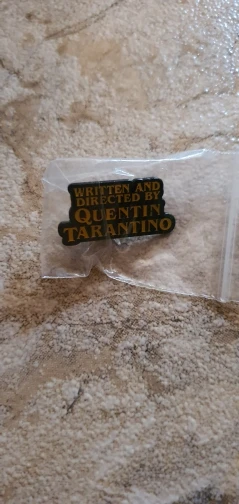 WRITTEN AND
DIRECTED BY
QUENTIN
TARANTINO